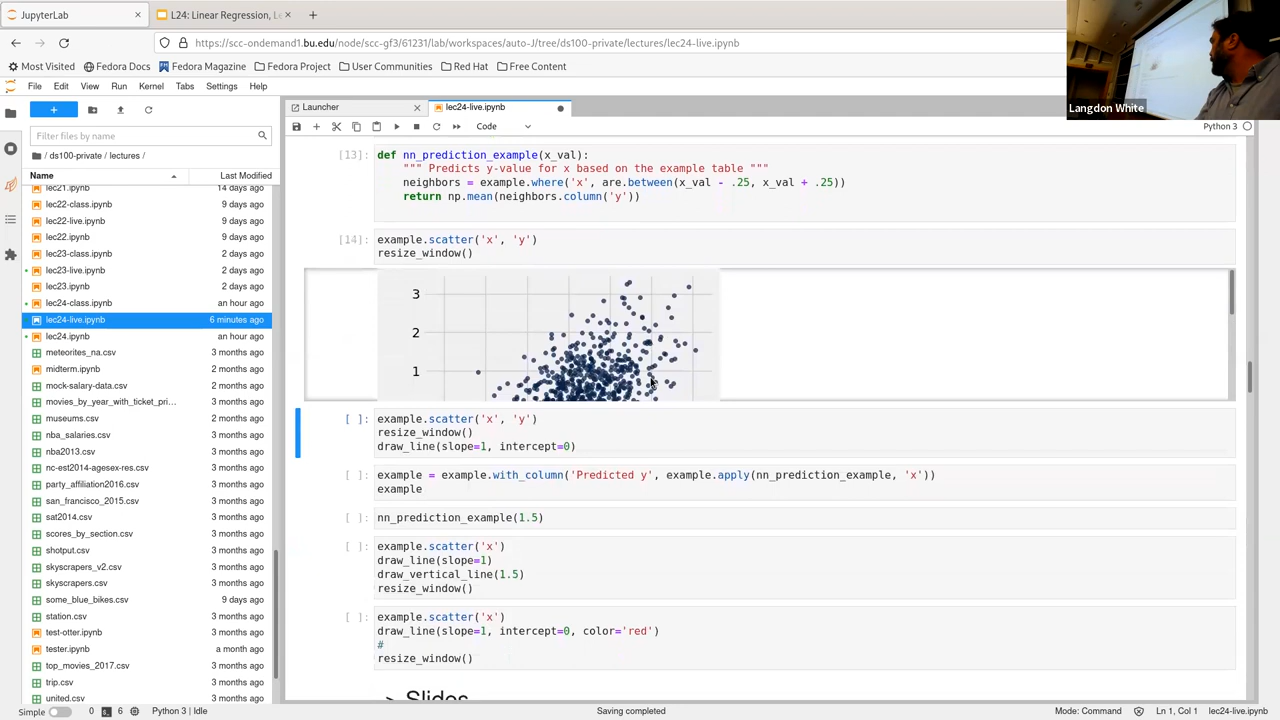 JupyterLab
L24: Linear Regression, Le
https://scc-ondemand1.bu.edu/node/scc-gf3/61231/lab/workspaces/auto-J/tree/ds100-private/lectures/lec24-live.ipynb
Most Visited
Fedora Docs
Fedora Magazine
Fedora Project
User Communities
Red Hat
Free Content
Langdon White
File Edit View Run Kernel Tabs Settings Help
Launcher
lec24-live.ipynb
Code
Python 3
Filter files by name
/ ds100-private / lectures /
Name Last Modified
lec21.ipynb 14 days ago
lec22-class.ipynb 9 days ago
lec22-live.ipynb 9 days ago
lec22.ipynb 9 days ago
lec23-class.ipynb 2 days ago
lec23-live.ipynb 2 days ago
lec23.ipynb 2 days ago
lec24-class.ipynb an hour ago
lec24-live.ipynb 6 minutes ago
lec24.ipynb an hour ago
meteorites_na.csv 3 months ago
midterm.ipynb 2 months ago
mock-salary-data.csv 2 months ago
movies_by_year_with_ticket_pri... 2 months ago
museums.csv 2 months ago
nba_salaries.csv 3 months ago
nba2013.csv 3 months ago
nc-est2014-agesex-res.csv 3 months ago
party_affiliation2016.csv 3 months ago
san_francisco_2015.csv 3 months ago
sat2014.csv 3 months ago
scores_by_section.csv 3 months ago
shotput.csv 3 months ago
skyscrapers_v2.csv 3 months ago
skyscrapers.csv 3 months ago
some_blue_bikes.csv 9 days ago
station.csv 3 months ago
test-otter.ipynb 3 months ago
tester.ipynb a month ago
top_movies_2017.csv 3 months ago
trip.csv 3 months ago
united.csv 3 months ago
[13]: def nn_prediction_example(x_val):
""" Predicts y-value for x based on the example table """
neighbors = example.where('x', are.between(x_val - .25, x_val + .25))
return np.mean(neighbors.column('y'))
[14]: example.scatter('x', 'y')
resize_window()
3
2
1
[ ]: example.scatter('x', 'y')
resize_window()
draw_line(slope=1, intercept=0)
[ ]: example = example.with_column('Predicted y', example.apply(nn_prediction_example, 'x'))
example
[ ]: nn_prediction_example(1.5)
[ ]: example.scatter('x')
draw_line(slope=1)
draw_vertical_line(1.5)
resize_window()
[ ]: example.scatter('x')
draw_line(slope=1, intercept=0, color='red')
#
resize_window()
> Slides
Simple 0 6 Python 3 | Idle Saving completed Mode: Command Ln 1, Col 1 lec24-live.ipynb